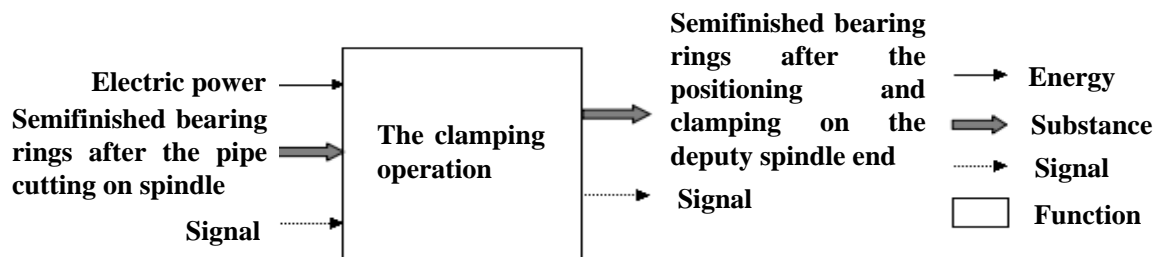 Electric power
Semifinished bearing
rings after the pipe
cutting on spindle
Signal
The clamping
operation
Semifinished bearing
rings after the
positioning and
clamping on the
deputy spindle end
Signal
Energy
Substance
Signal
Function